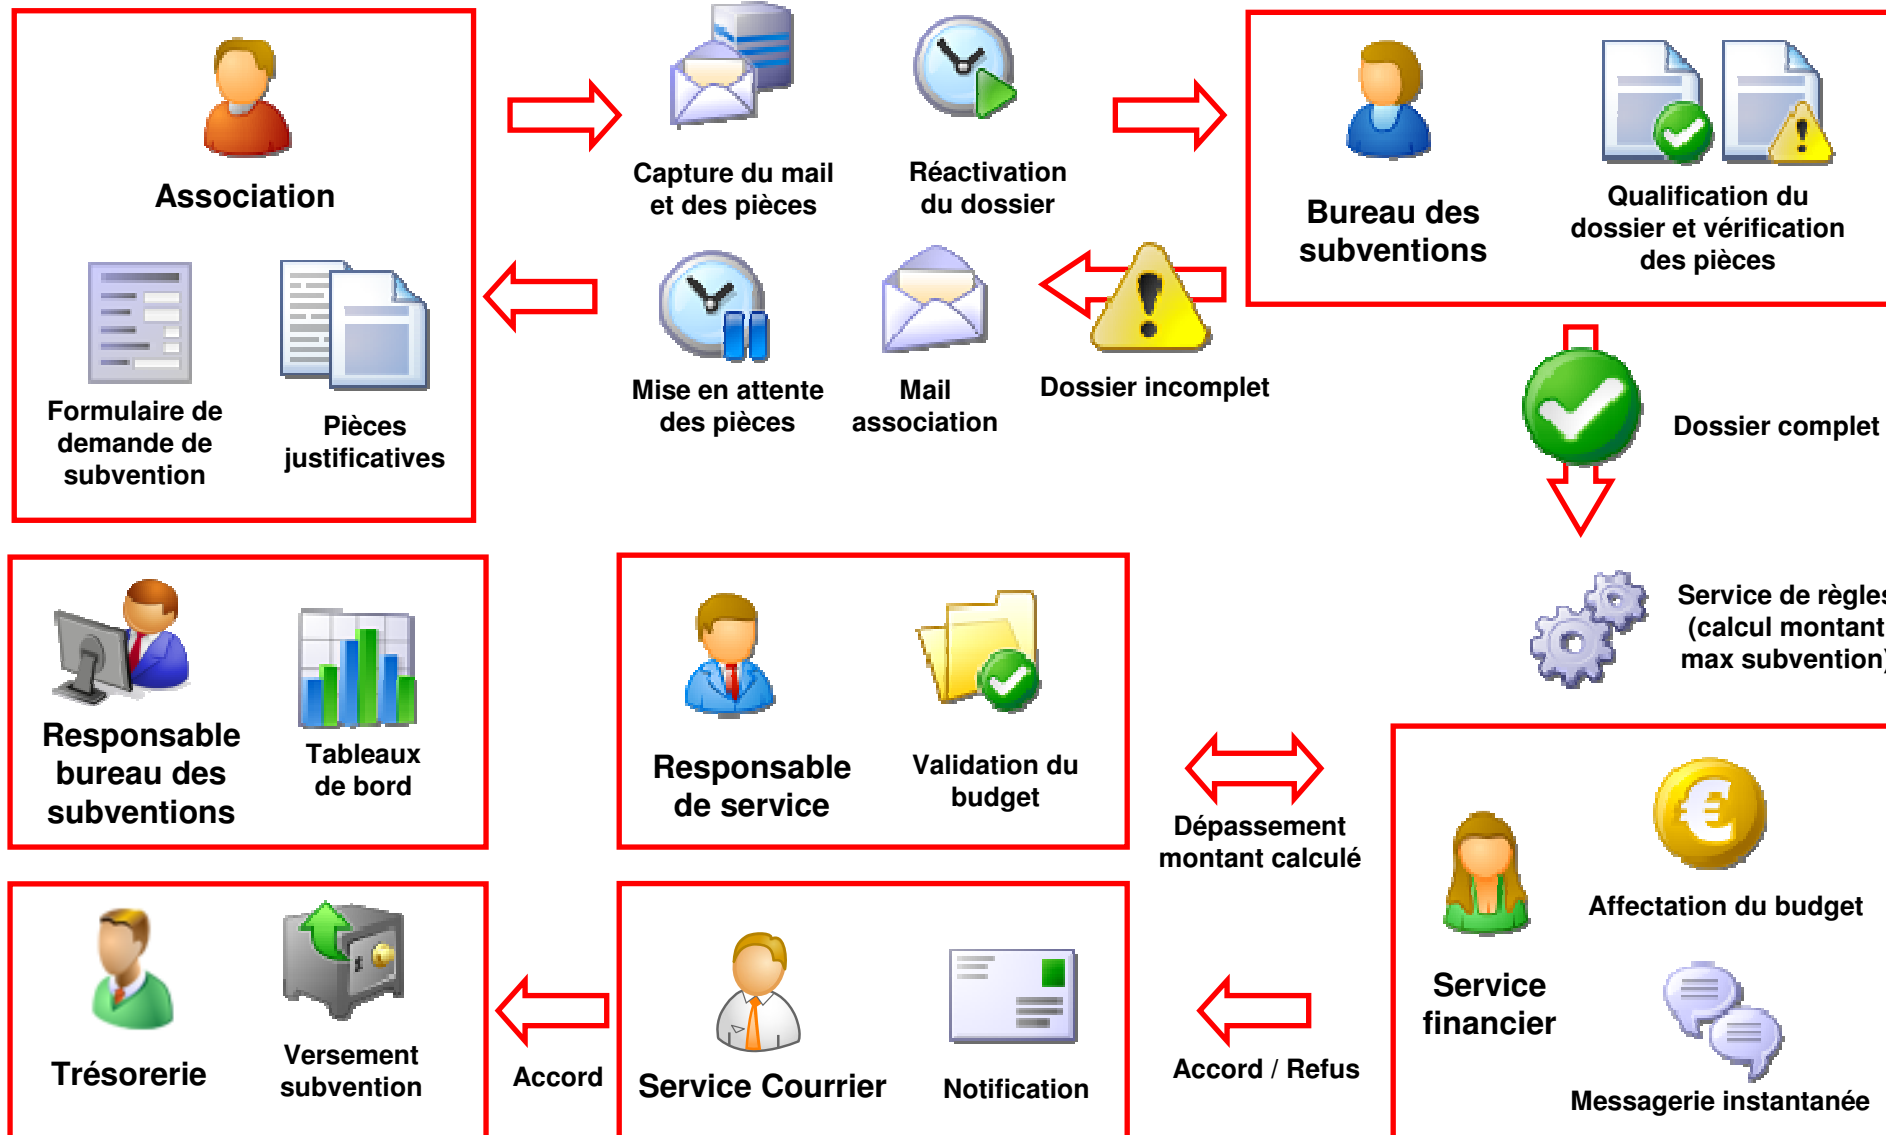 Association
Formulaire de
demande de
subvention
Pièces
justificatives
Capture du mail
et des pièces
Réactivation
du dossier
Mise en attente
des pièces
Mail
association
Dossier incomplet
Bureau des
subventions
Qualification du
dossier et vérification
des pièces
Dossier complet
Service de règles
(calcul montant
max subvention)
Responsable
bureau des
subventions
Tableaux
de bord
Responsable
de service
Validation du
budget
Dépassement
montant calculé
Service
financier
Affectation du budget
Messagerie instantanée
Accord / Refus
Service Courrier
Notification
Accord
Trésorerie
Versement
subvention